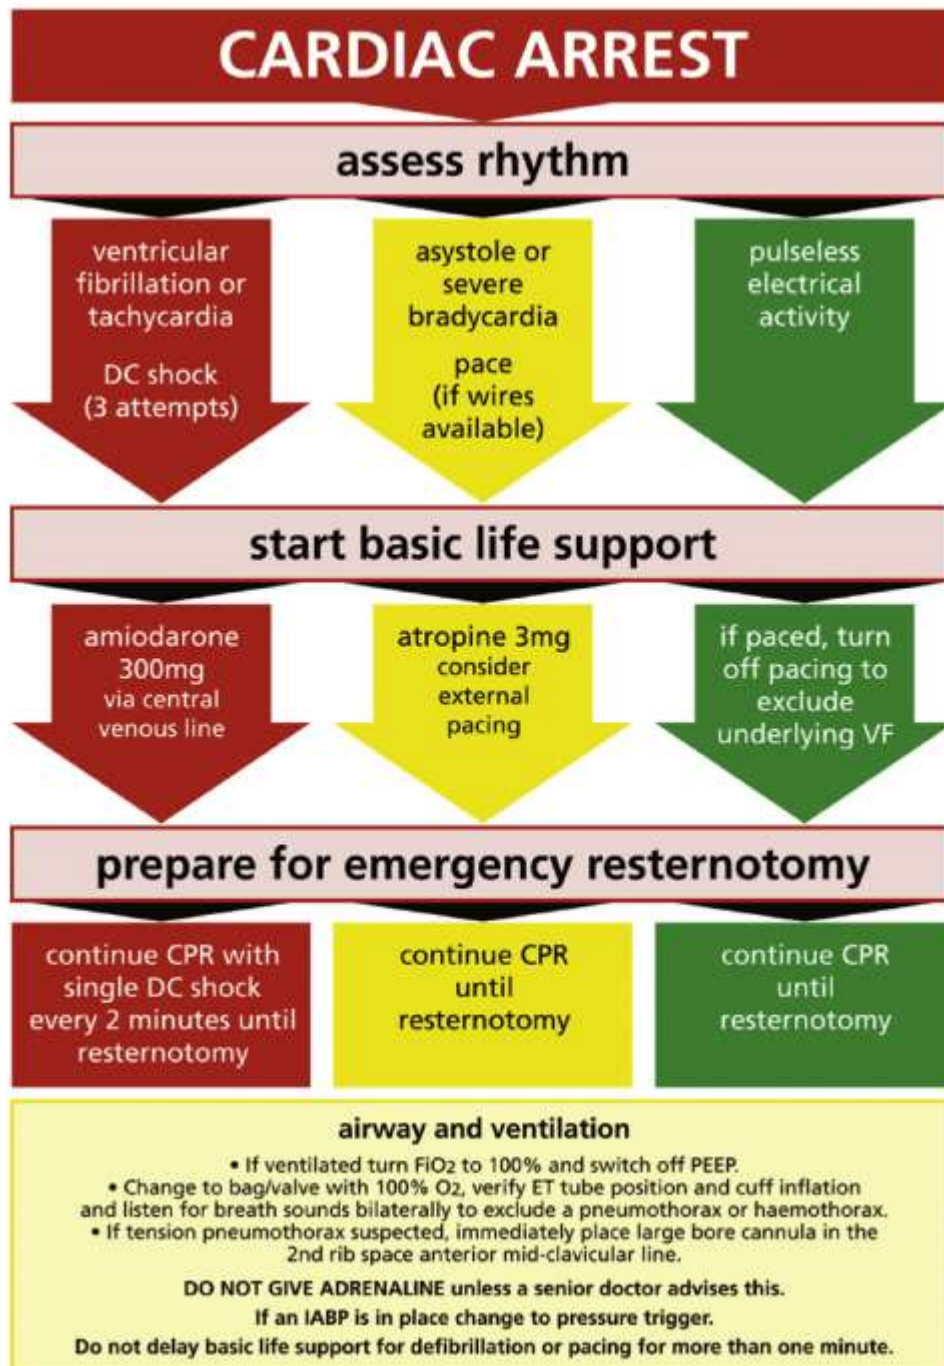 CARDIAC ARREST
assess rhythm
ventricular
fibrillation or
tachycardia
DC shock
(3 attempts)
asystole or
severe
bradycardia
pace
(if wires
available)
pulseless
electrical
activity
start basic life support
amiodarone
300mg
via central
venous line
atropine 3mg
consider
external
pacing
if paced, turn
off pacing to
exclude
underlying VF
prepare for emergency resternotomy
continue CPR with
single DC shock
every 2 minutes until
resternotomy
continue CPR
until
resternotomy
continue CPR
until
resternotomy
airway and ventilation
• If ventilated turn FiO2 to 100% and switch off PEEP.
• Change to bag/valve with 100% O2, verify ET tube position and cuff inflation
and listen for breath sounds bilaterally to exclude a pneumothorax or haemothorax.
• If tension pneumothorax suspected, immediately place large bore cannula in the
2nd rib space anterior mid-clavicular line.
DO NOT GIVE ADRENALINE unless a senior doctor advises this.
If an IABP is in place change to pressure trigger.
Do not delay basic life support for defibrillation or pacing for more than one minute.